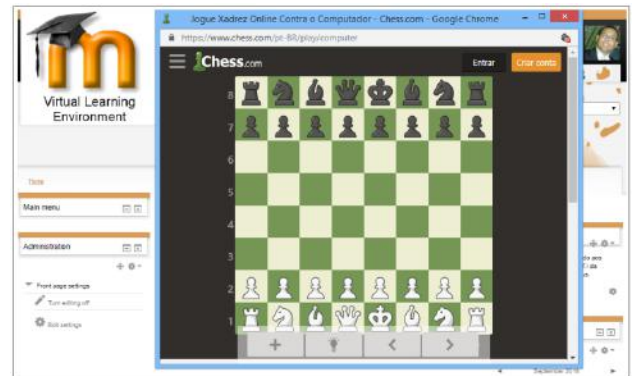 Jogue Xadrez Online Contra o Computador - Chess.com - Google Chrome
https://www.chess.com/pt-BR/play/computer
Chess.com
Entrar
Criar conta
8
7
6
5
4
3
2
1
m
Virtual Learning
Environment
Main menu
Administration
Front page settings
Turn editing off
Edit settings
September 2016